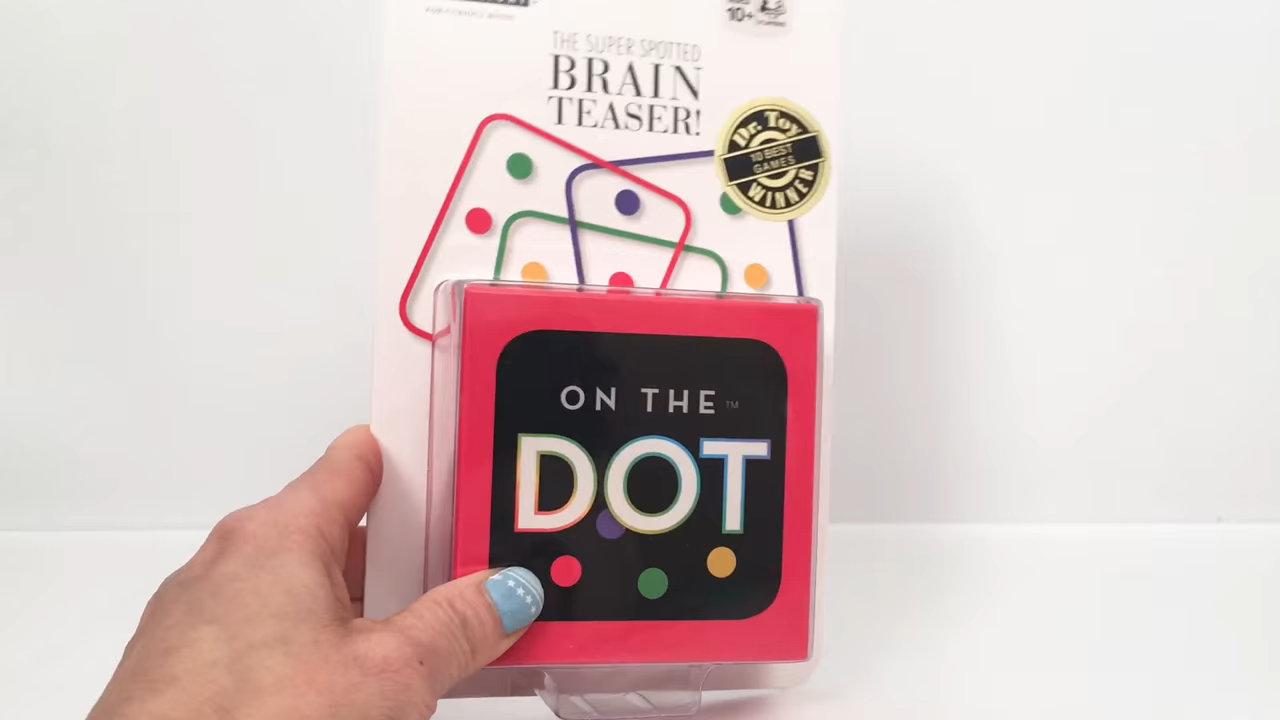 10+
THE SUPER SPOTTED
BRAIN
TEASER!
Dr. Toy
10 BEST
GAMES
WINNER
ON THE™
DOT